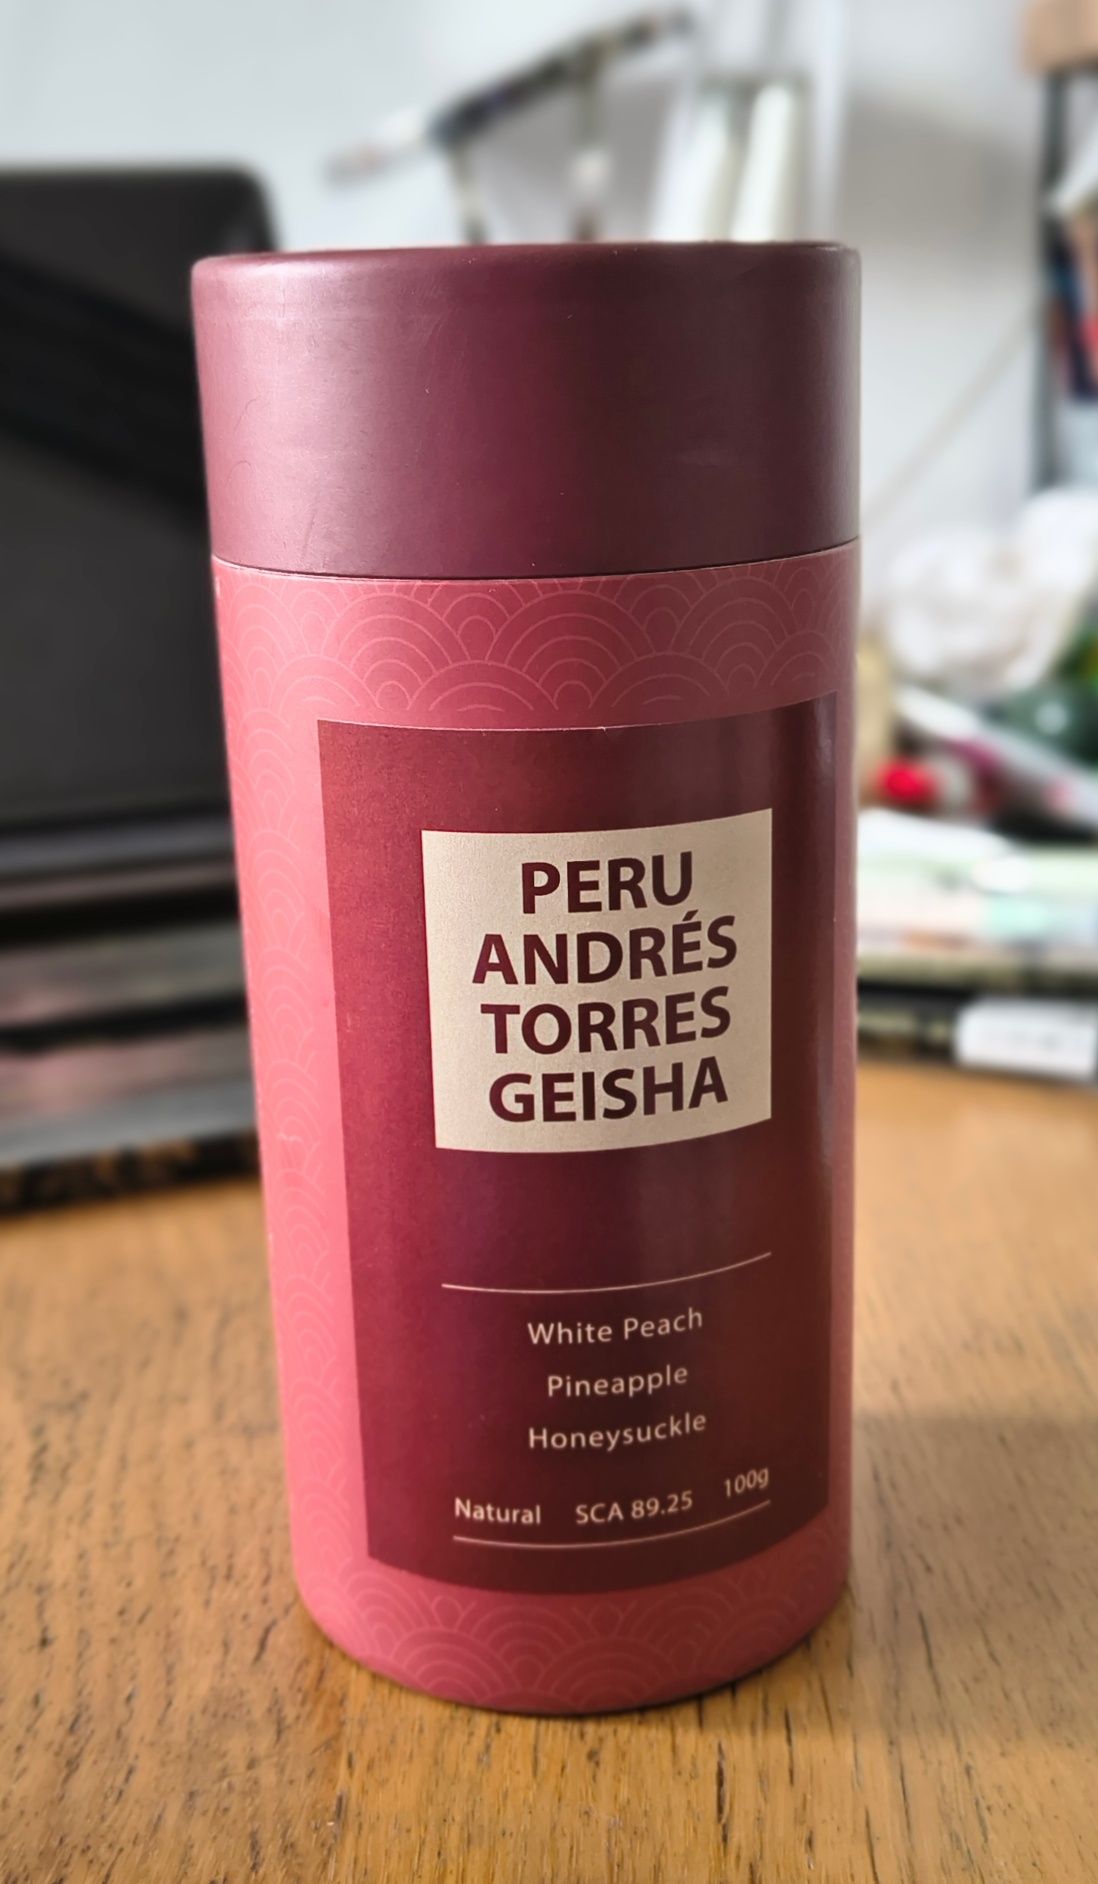 PERU
ANDRÉS
TORRES
GEISHA
White Peach
Pineapple
Honeysuckle
Natural SCA 89.25 100g